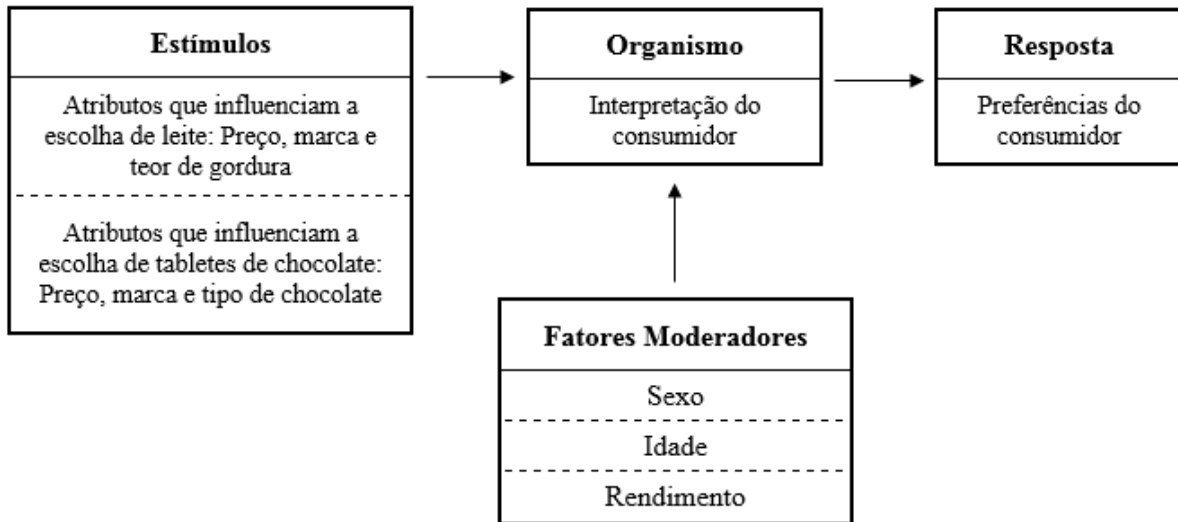 Estímulos
Atributos que influenciam a
escolha de leite: Preço, marca e
teor de gordura
Atributos que influenciam a
escolha de tabletes de chocolate:
Preço, marca e tipo de chocolate
Organismo
Interpretação do
consumidor
Resposta
Preferências do
consumidor
Fatores Moderadores
Sexo
Idade
Rendimento